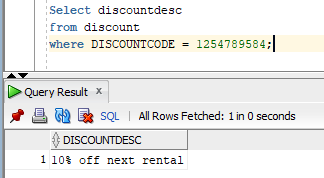 Select discountdesc
from discount
where DISCOUNTCODE = 1254789584;
Query Result x
SQL | All Rows Fetched: 1 in 0 seconds
DISCOUNTDESC
1 10% off next rental